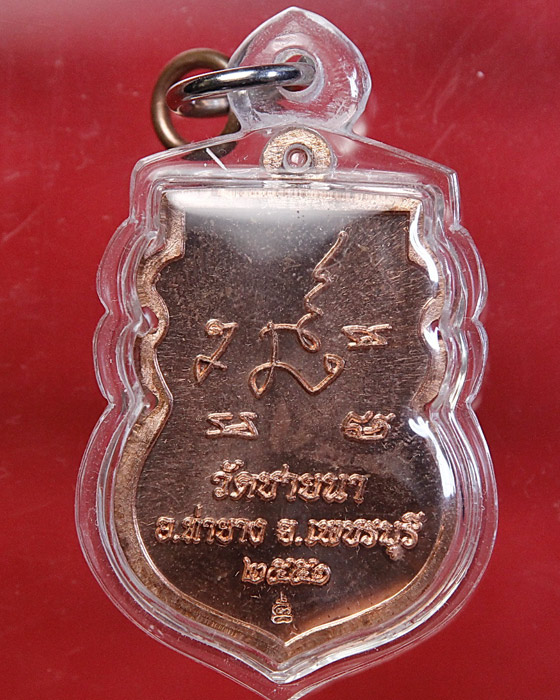 วัดชายนา
อ.ท่ายาง จ.เพชรบุรี
๒๕๕๑